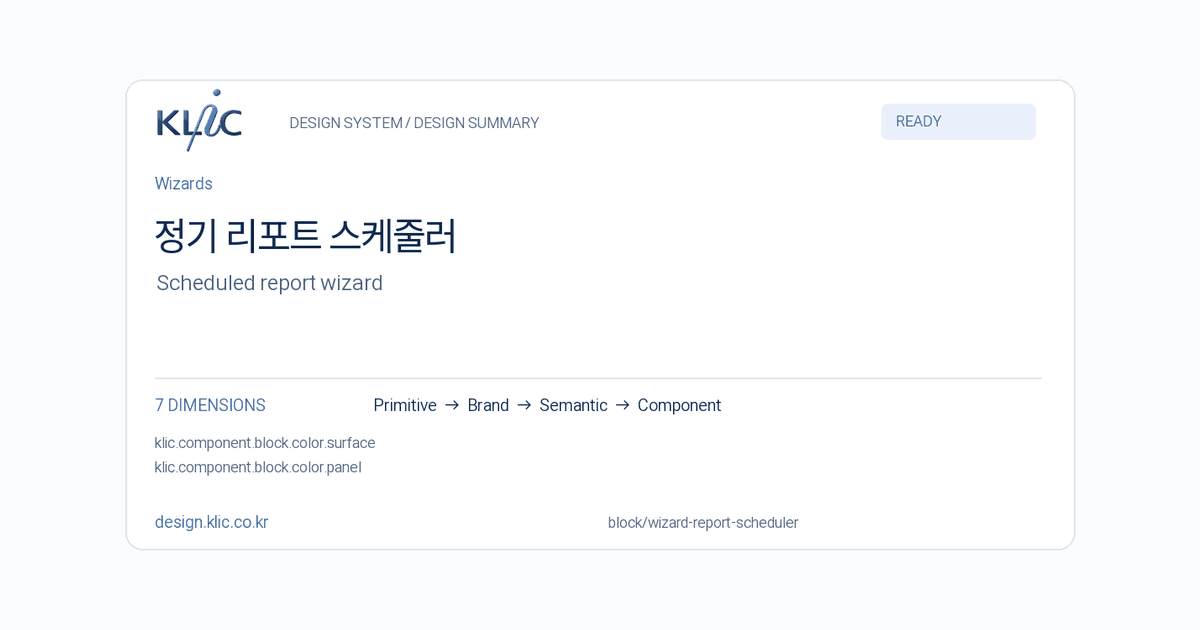 KLiC
DESIGN SYSTEM / DESIGN SUMMARY
READY
Wizards
정기 리포트 스케줄러
Scheduled report wizard
7 DIMENSIONS
Primitive → Brand → Semantic → Component
klic.component.block.color.surface
klic.component.block.color.panel
design.klic.co.kr
block/wizard-report-scheduler